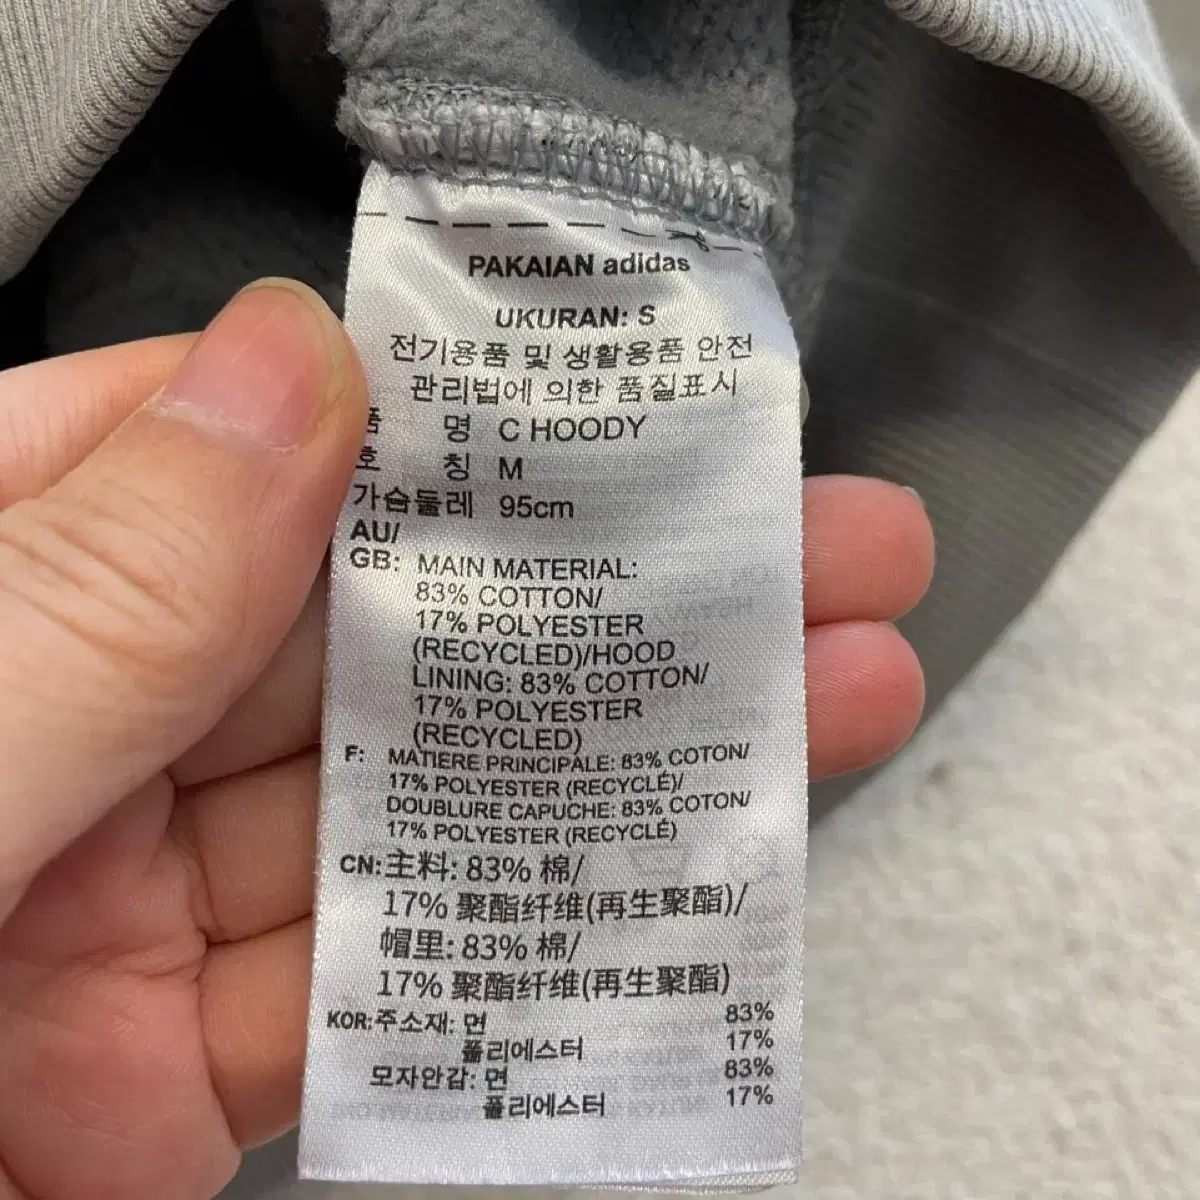 PAKAIAN adidas
UKURAN: S
전기용품 및 생활용품 안전
관리법에 의한 품질표시
품 명 C HOODY
호 칭 M
가슴둘레 95cm
AU/
GB: MAIN MATERIAL:
83% COTTON/
17% POLYESTER
(RECYCLED)/HOOD
LINING: 83% COTTON/
17% POLYESTER
(RECYCLED)
F: MATIERE PRINCIPALE: 83% COTON/
17% POLYESTER (RECYCLÉ)/
DOUBLURE CAPUCHE: 83% COTON/
17% POLYESTER (RECYCLÉ)
CN: 主料: 83% 棉/
17% 聚酯纤维(再生聚酯)/
帽里: 83% 棉/
17% 聚酯纤维(再生聚酯)
KOR: 주소재: 면 83%
폴리에스터 17%
모자안감: 면 83%
폴리에스터 17%